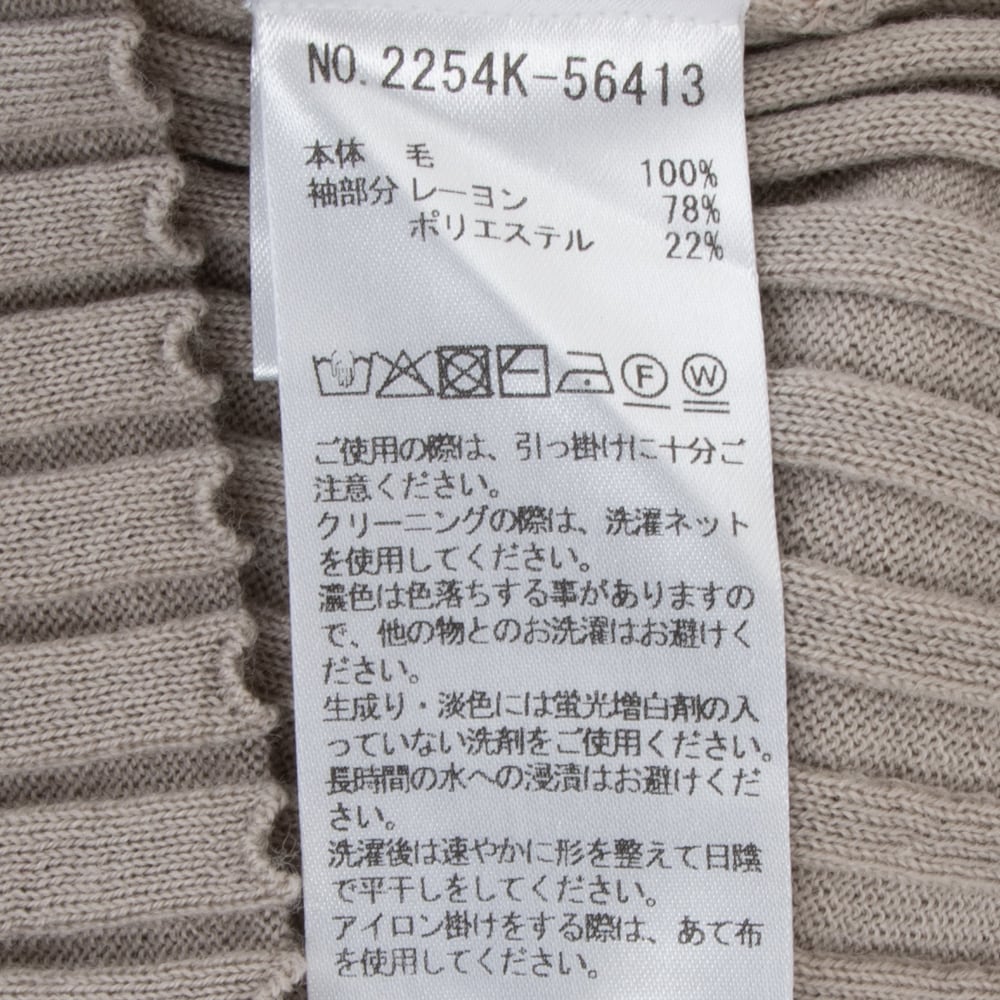 NO. 2254K-56413
本体 毛 100%
袖部分 レーヨン 78%
ポリエステル 22%
F W
ご使用の際は、引っ掛けに十分ご
注意ください。
クリーニングの際は、洗濯ネット
を使用してください。
濃色は色落ちする事がありますの
で、他の物とのお洗濯はお避けく
ださい。
生成り・淡色には蛍光増白剤の入
っていない洗剤をご使用ください。
長時間の水への浸漬はお避けくだ
さい。
洗濯後は速やかに形を整えて日陰
で平干しをしてください。
アイロン掛けをする際は、あて布
を使用してください。